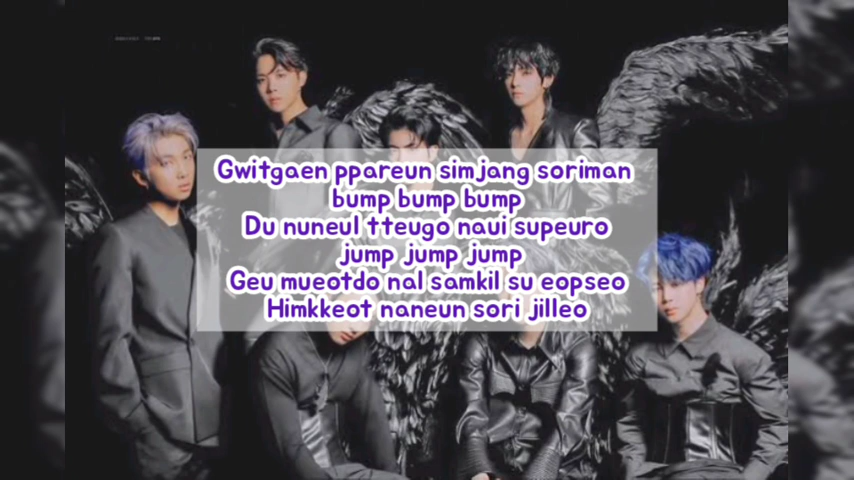 Gwitgaen ppareun simjang soriman
bump bump bump
Du nuneul tteugo naui supeuro
jump jump jump
Geu mueotdo nal samkil su eopseo
Himkkeot naneun sori jilleo